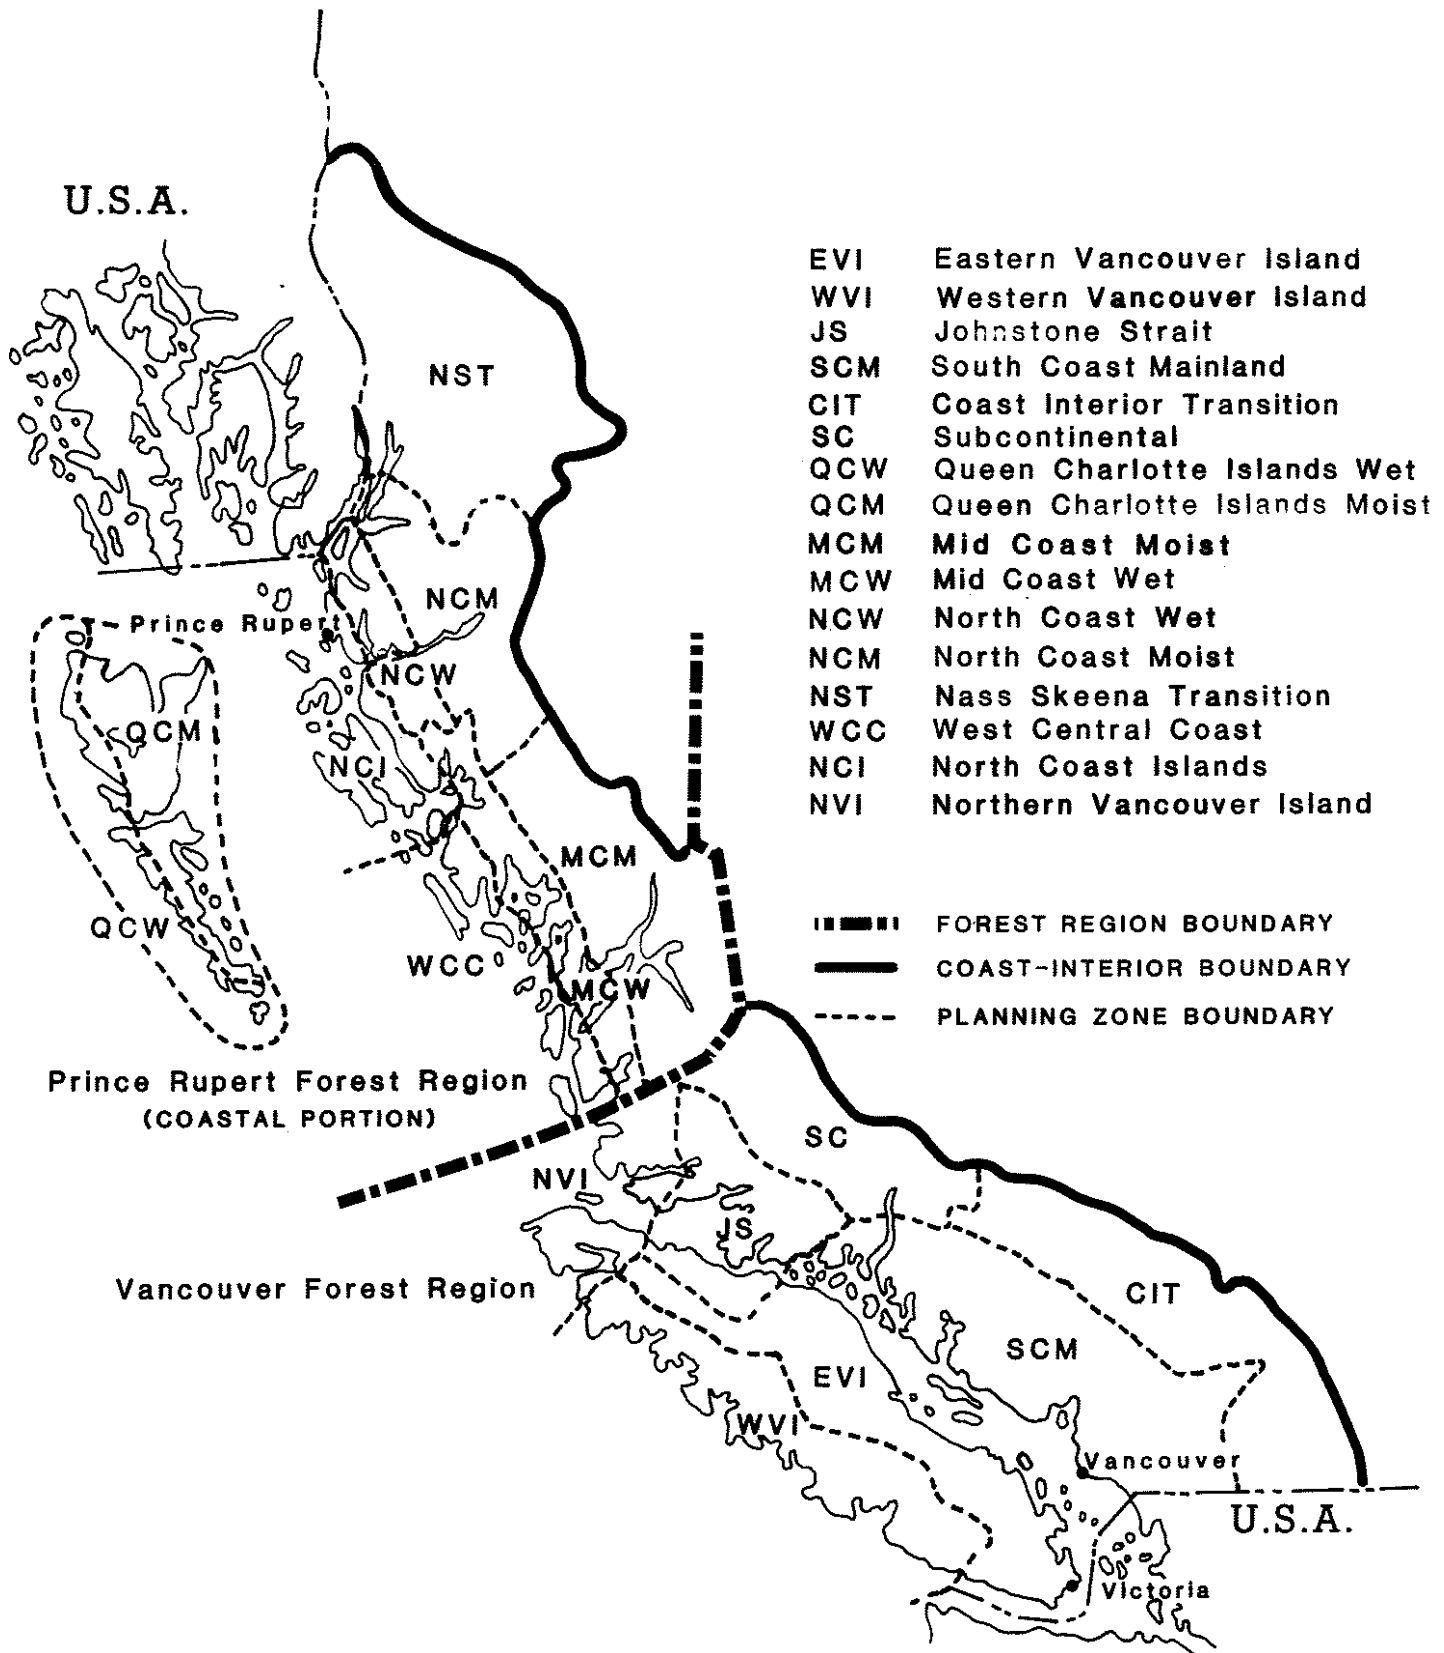 U.S.A.
EVI Eastern Vancouver Island
WVI Western Vancouver Island
JS Johnstone Strait
SCM South Coast Mainland
CIT Coast Interior Transition
SC Subcontinental
QCW Queen Charlotte Islands Wet
QCM Queen Charlotte Islands Moist
MCM Mid Coast Moist
MCW Mid Coast Wet
NCW North Coast Wet
NCM North Coast Moist
NST Nass Skeena Transition
WCC West Central Coast
NCI North Coast Islands
NVI Northern Vancouver Island
FOREST REGION BOUNDARY
COAST-INTERIOR BOUNDARY
PLANNING ZONE BOUNDARY
NST
NCM
Prince Rupert
NCW
QCM
NCI
MCM
QCW
WCC
MCW
Prince Rupert Forest Region
(COASTAL PORTION)
SC
NVI
JS
Vancouver Forest Region
CIT
SCM
EVI
WVI
Vancouver
U.S.A.
Victoria